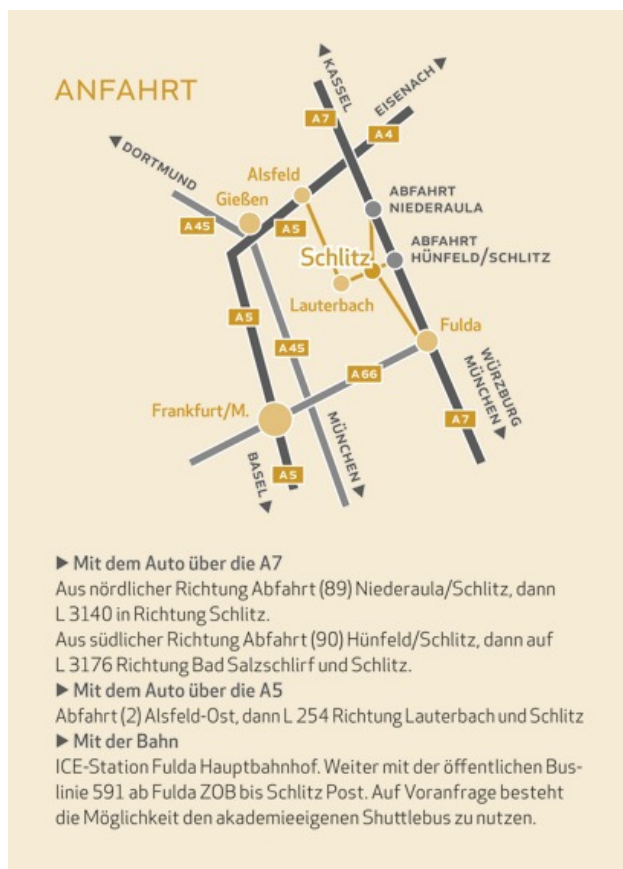 ANFAHRT
KASSEL
EISENACH
A7
A4
DORTMUND
Alsfeld
Gießen
A45
A5
ABFAHRT
NIEDERAULA
Schlitz
ABFAHRT
HÜNFELD/SCHLITZ
Lauterbach
A5
Fulda
A45
A66
WÜRZBURG
MÜNCHEN
Frankfurt/M.
A7
MÜNCHEN
BASEL
A5
▶ Mit dem Auto über die A7
Aus nördlicher Richtung Abfahrt (89) Niederaula/Schlitz, dann
L 3140 in Richtung Schlitz.
Aus südlicher Richtung Abfahrt (90) Hünfeld/Schlitz, dann auf
L 3176 Richtung Bad Salzschlirf und Schlitz.
▶ Mit dem Auto über die A5
Abfahrt (2) Alsfeld-Ost, dann L 254 Richtung Lauterbach und Schlitz
▶ Mit der Bahn
ICE-Station Fulda Hauptbahnhof. Weiter mit der öffentlichen Bus-
linie 591 ab Fulda ZOB bis Schlitz Post. Auf Voranfrage besteht
die Möglichkeit den akademieeigenen Shuttlebus zu nutzen.